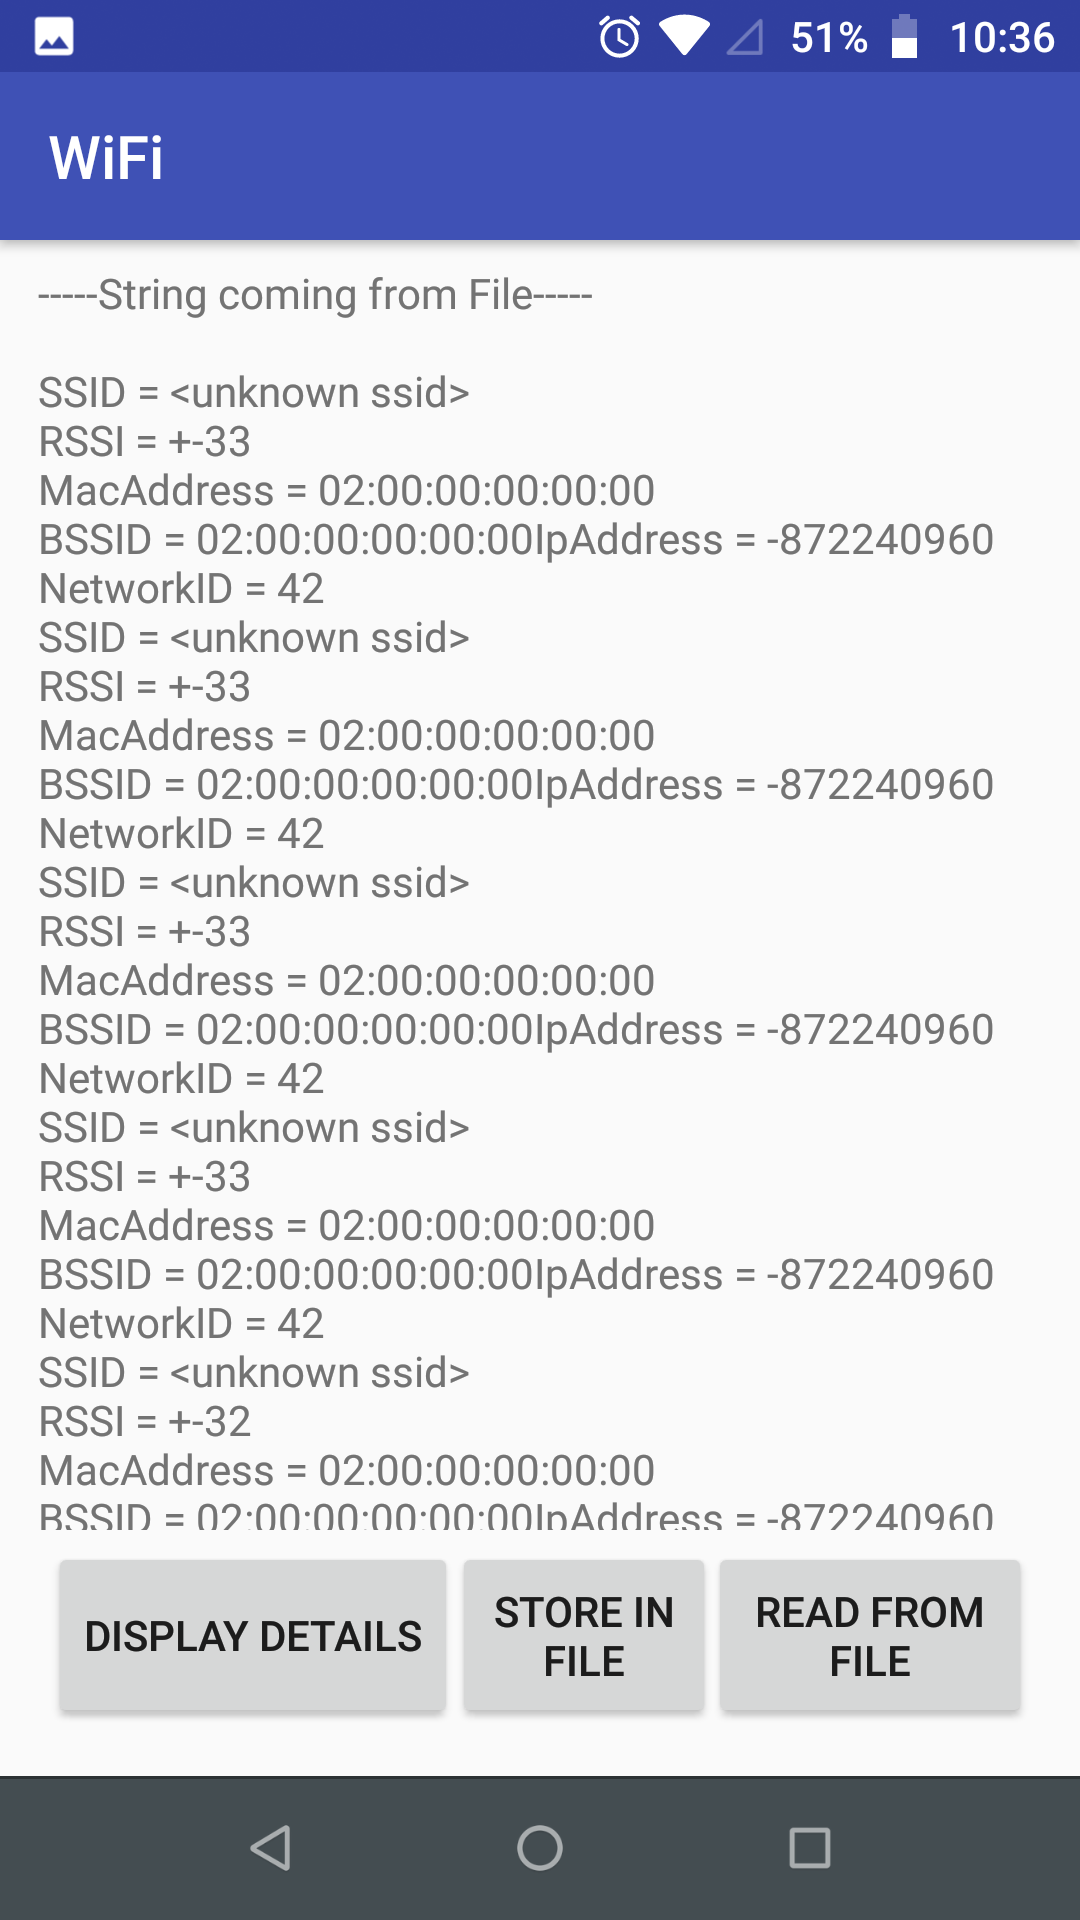 51% 10:36
WiFi
-----String coming from File-----
SSID = <unknown ssid>
RSSI = +-33
MacAddress = 02:00:00:00:00:00
BSSID = 02:00:00:00:00:00IpAddress = -872240960
NetworkID = 42
SSID = <unknown ssid>
RSSI = +-33
MacAddress = 02:00:00:00:00:00
BSSID = 02:00:00:00:00:00IpAddress = -872240960
NetworkID = 42
SSID = <unknown ssid>
RSSI = +-33
MacAddress = 02:00:00:00:00:00
BSSID = 02:00:00:00:00:00IpAddress = -872240960
NetworkID = 42
SSID = <unknown ssid>
RSSI = +-33
MacAddress = 02:00:00:00:00:00
BSSID = 02:00:00:00:00:00IpAddress = -872240960
NetworkID = 42
SSID = <unknown ssid>
RSSI = +-32
MacAddress = 02:00:00:00:00:00
BSSID = 02:00:00:00:00:00IpAddress = -872240960
DISPLAY DETAILS
STORE IN
FILE
READ FROM
FILE